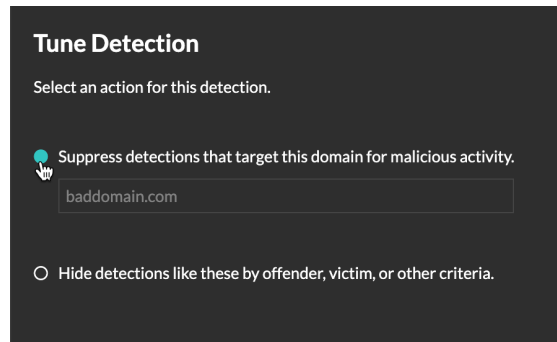 Tune Detection
Select an action for this detection.
Suppress detections that target this domain for malicious activity.
baddomain.com
Hide detections like these by offender, victim, or other criteria.